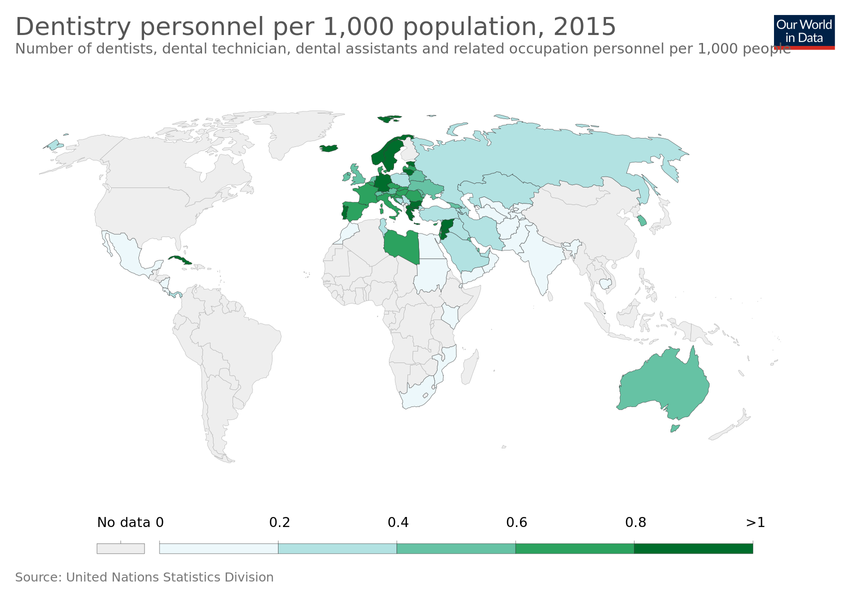 Dentistry personnel per 1,000 population, 2015
Our World
in Data
Number of dentists, dental technician, dental assistants and related occupation personnel per 1,000 people
No data 0 0.2 0.4 0.6 0.8 >1
Source: United Nations Statistics Division